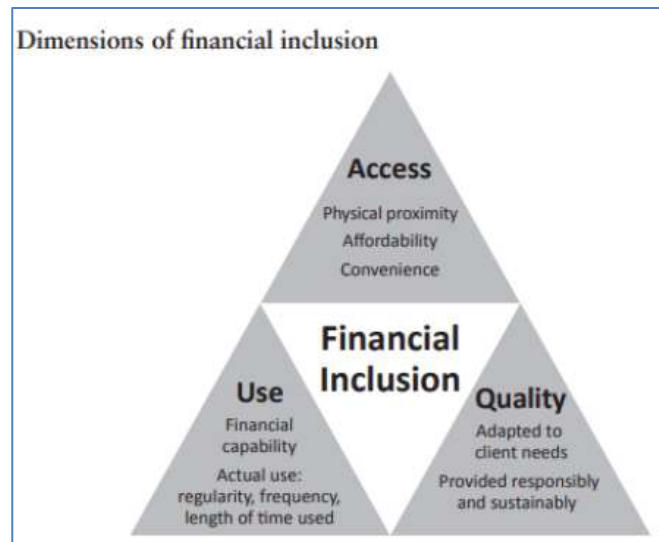 Dimensions of financial inclusion
Access
Physical proximity
Affordability
Convenience
Financial
Inclusion
Use
Financial
capability
Actual use:
regularity, frequency,
length of time used
Quality
Adapted to
client needs
Provided responsibly
and sustainably